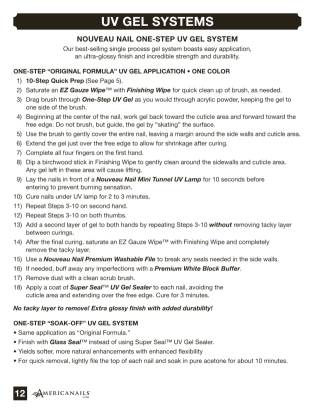 UV GEL SYSTEMS
NOUVEAU NAIL ONE-STEP UV GEL SYSTEM
Our best-selling single process gel system boasts easy application,
an ultra-glossy finish and incredible strength and durability.
ONE-STEP “ORIGINAL FORMULA” UV GEL APPLICATION • ONE COLOR
1) 10-Step Quick Prep (See Page 5).
2) Saturate an EZ Gauze Wipe™ with Finishing Wipe for quick clean up of brush, as needed.
3) Drag brush through One-Step UV Gel as you would through acrylic powder, keeping the gel to
one side of the brush.
4) Beginning at the center of the nail, work gel back toward the cuticle area and forward toward the
free edge. Do not brush, but guide, the gel by “skating” the surface.
5) Use the brush to gently cover the entire nail, leaving a margin around the side walls and cuticle area.
6) Extend the gel just over the free edge to allow for shrinkage after curing.
7) Complete all four fingers on the first hand.
8) Dip a birchwood stick in Finishing Wipe to gently clean around the sidewalls and cuticle area.
Any gel left in these area will cause lifting.
9) Lay the nails in front of a Nouveau Nail Mini Tunnel UV Lamp for 10 seconds before
entering to prevent burning sensation.
10) Cure nails under UV lamp for 2 to 3 minutes.
11) Repeat Steps 3-10 on second hand.
12) Repeat Steps 3-10 on both thumbs.
13) Add a second layer of gel to both hands by repeating Steps 3-10 without removing tacky layer
between curings.
14) After the final curing, saturate an EZ Gauze Wipe™ with Finishing Wipe and completely
remove the tacky layer.
15) Use a Nouveau Nail Premium Washable File to break any seals needed in the side walls.
16) If needed, buff away any imperfections with a Premium White Block Buffer.
17) Remove dust with a clean scrub brush.
18) Apply a coat of Super Seal™ UV Gel Sealer to each nail, avoiding the
cuticle area and extending over the free edge. Cure for 3 minutes.
No tacky layer to remove! Extra glossy finish with added durability!
ONE-STEP “SOAK-OFF” UV GEL SYSTEM
• Same application as “Original Formula.”
• Finish with Glass Seal™ instead of using Super Seal™ UV Gel Sealer.
• Yields softer, more natural enhancements with enhanced flexibility
• For quick removal, lightly file the top of each nail and soak in pure acetone for about 10 minutes.
12 AMERICANAILS